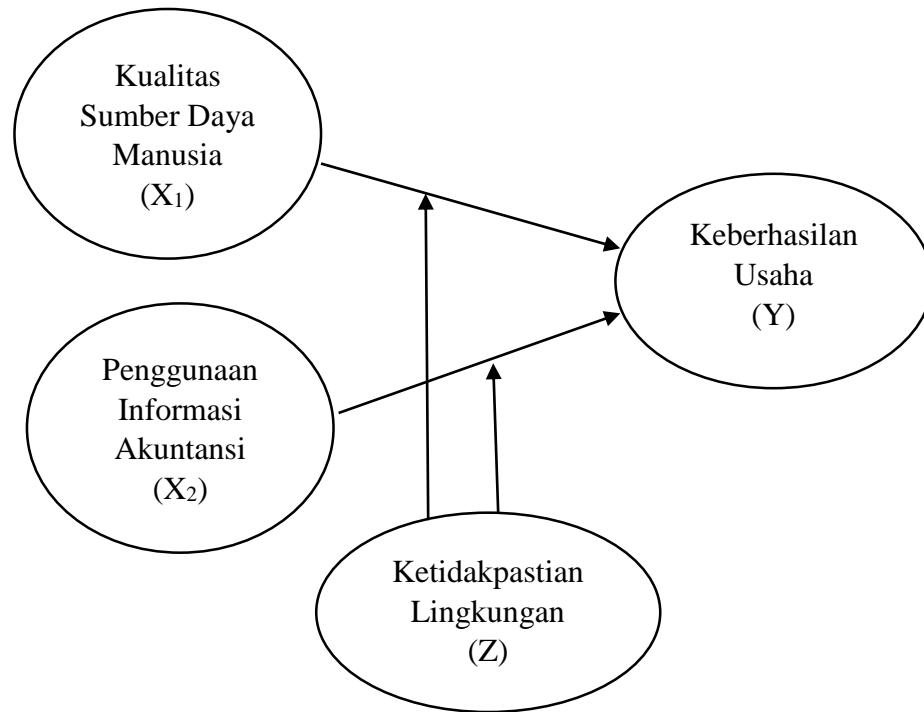 Kualitas
Sumber Daya
Manusia
(X₁)
Keberhasilan
Usaha
(Y)
Penggunaan
Informasi
Akuntansi
(X₂)
Ketidakpastian
Lingkungan
(Z)